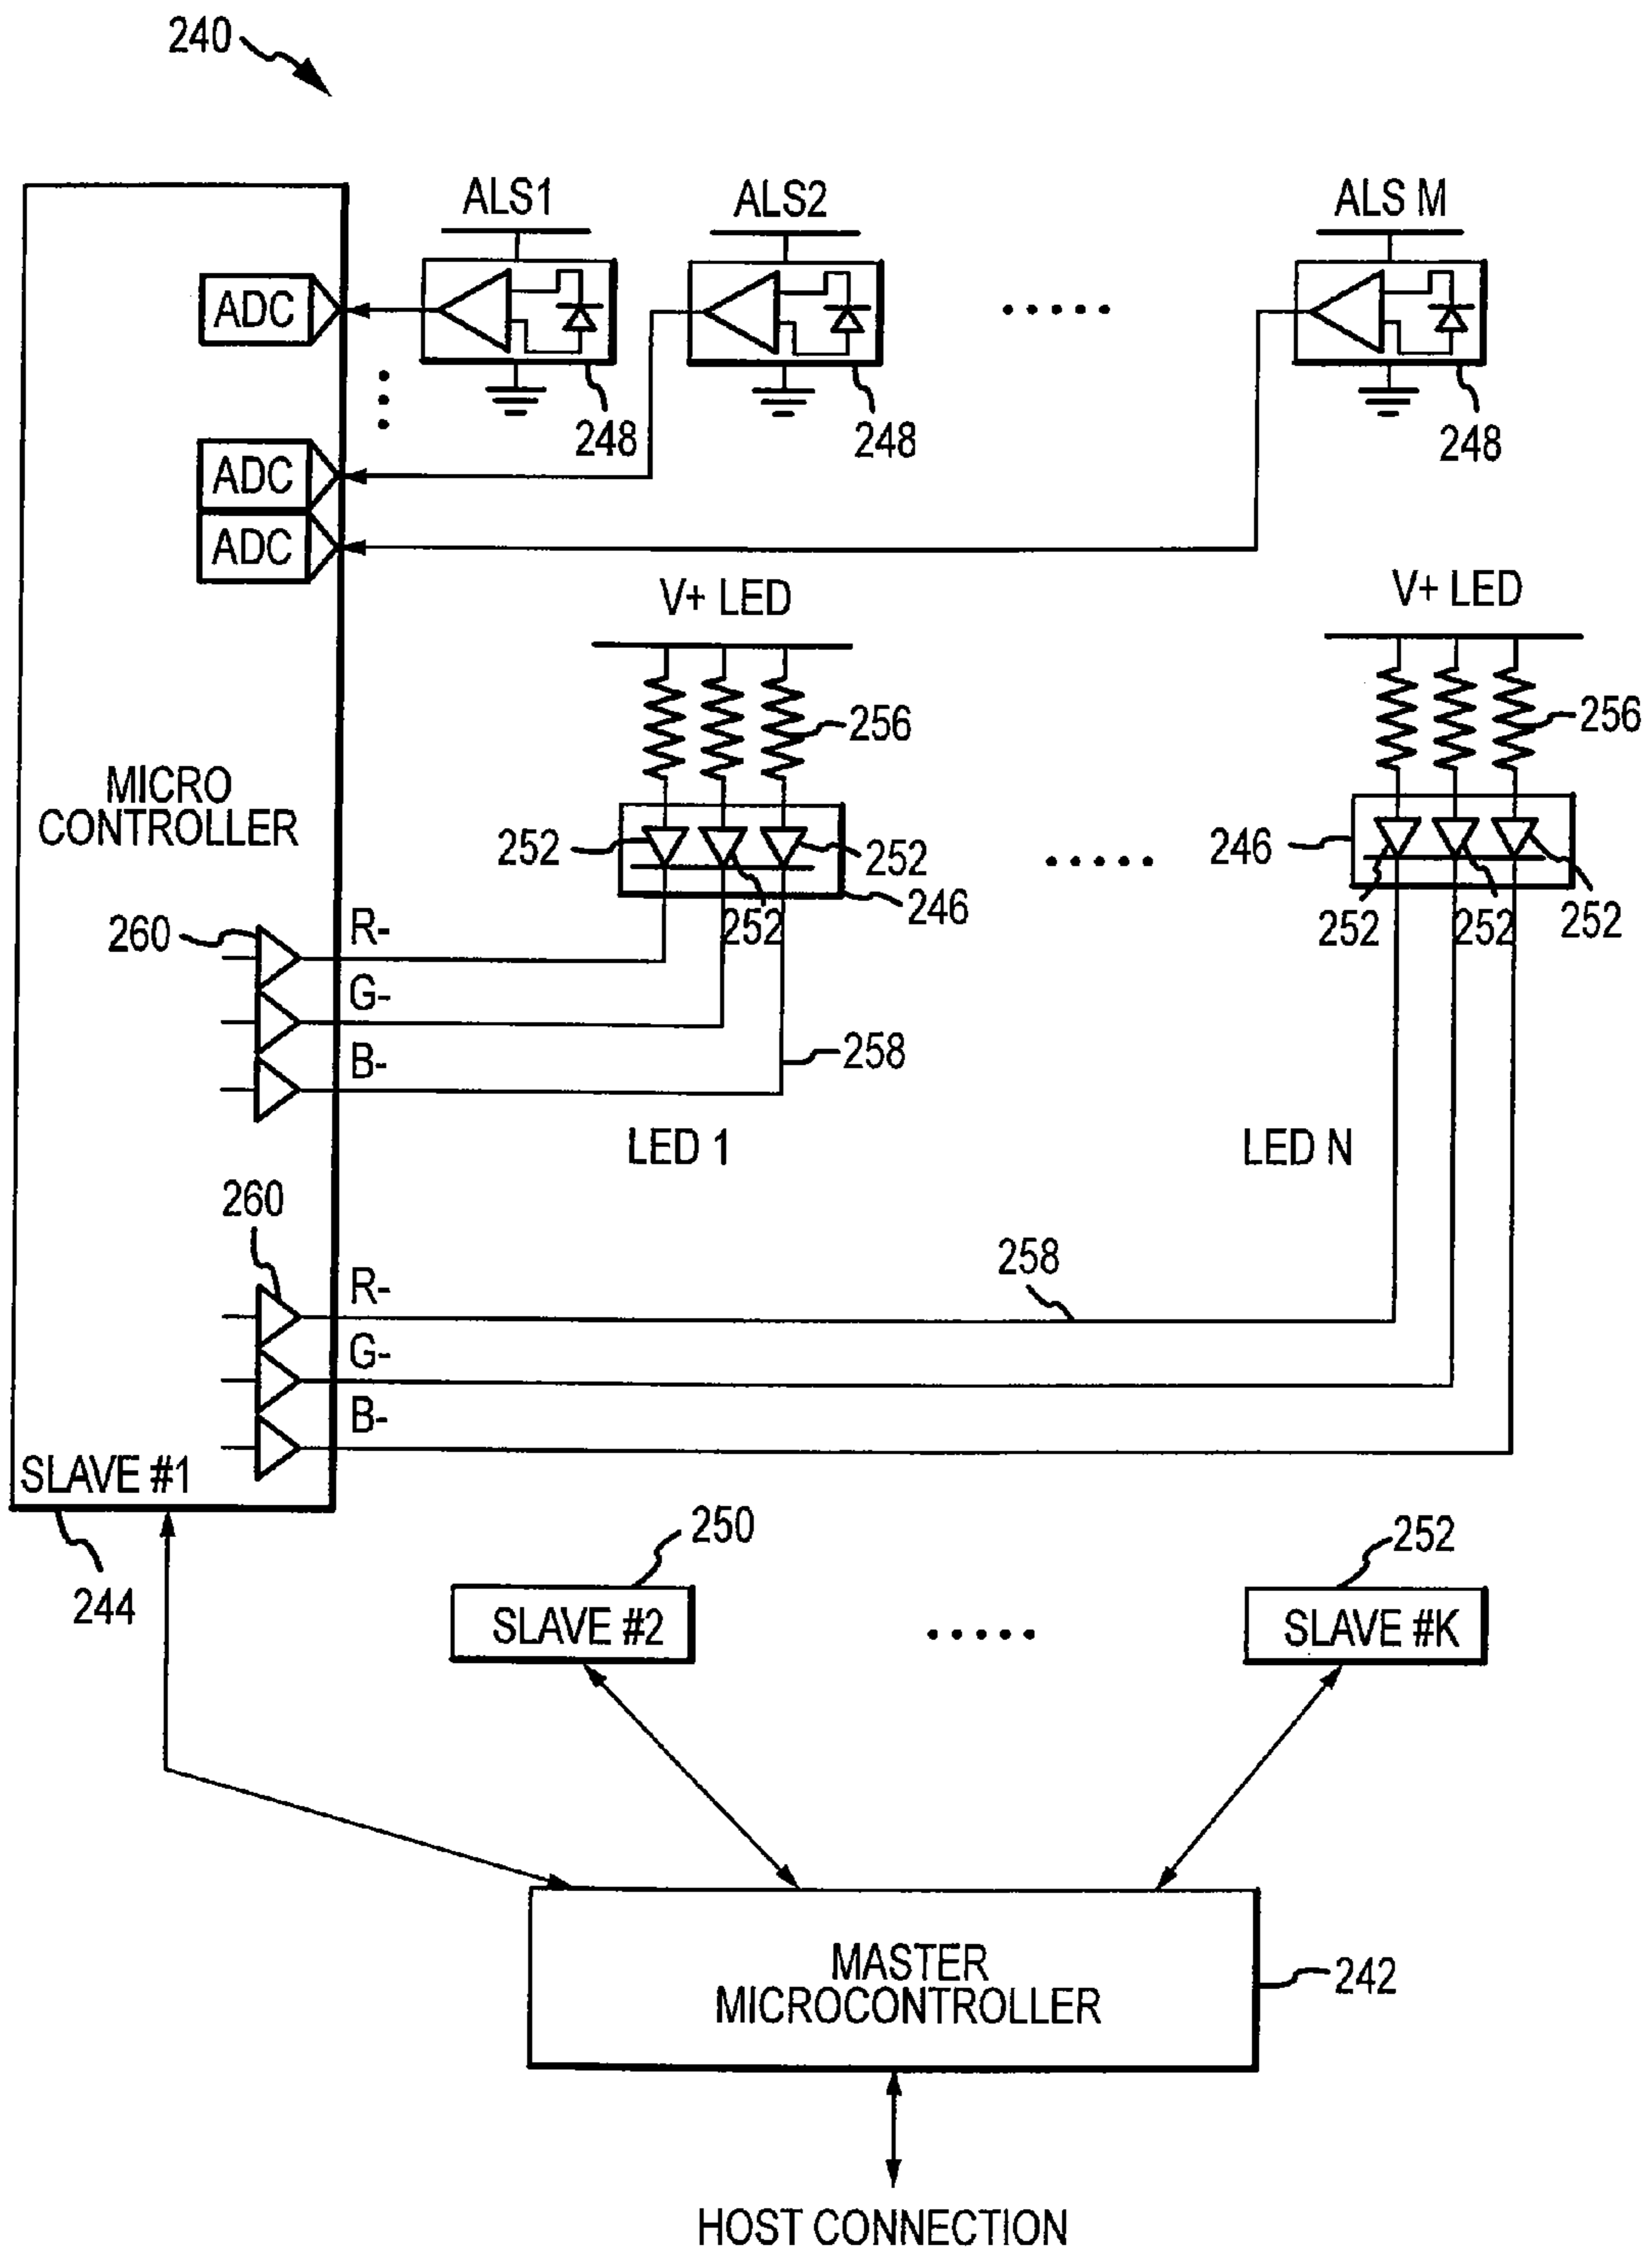 240
ALS1
ALS2
ALS M
ADC
248
248
248
ADC
ADC
V+ LED
V+ LED
256
256
MICRO
CONTROLLER
252
252
246
252
246
252
252
252
260
R-
G-
B-
258
LED 1
LED N
260
R-
G-
B-
258
SLAVE #1
244
250
SLAVE #2
252
SLAVE #K
MASTER
MICROCONTROLLER
242
HOST CONNECTION